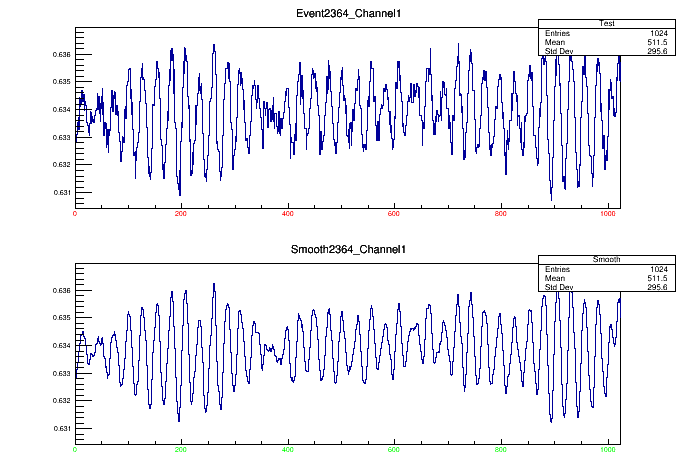 Event2364_Channel1
Test
Entries 1024
Mean 511.5
Std Dev 295.6
0.636
0.635
0.634
0.633
0.632
0.631
0 200 400 600 800 1000
Smooth2364_Channel1
Smooth
Entries 1024
Mean 511.5
Std Dev 295.6
0.636
0.635
0.634
0.633
0.632
0.631
0 200 400 600 800 1000